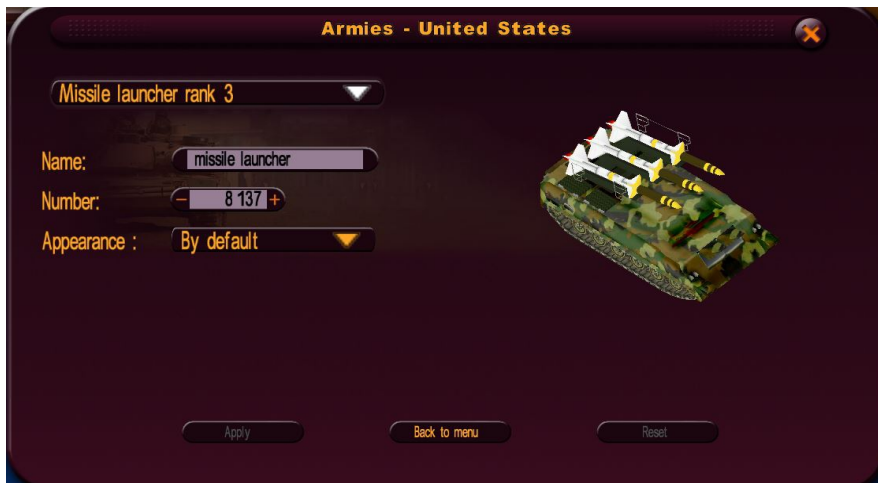 Armies - United States
Missile launcher rank 3
Name: missile launcher
Number: - 8 137 +
Appearance : By default
Apply Back to menu Reset